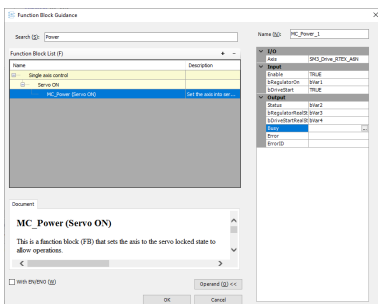 Function Block Guidance
Search (S): Power
Function Block List (F) + -
Name Description
Single axis control
Servo ON
MC_Power (Servo ON) Set the axis into ser...
Document
MC_Power (Servo ON)
This is a function block (FB) that sets the axis to the servo locked state to
allow operations.
With EN/ENO (W)
Operand (O) <<
OK Cancel
Name (N): MC_Power_1
I/O
Axis SM3_Drive_RTEX_A6N
Input
Enable TRUE
bRegulatorOn bVar1
bDriveStart TRUE
Output
Status bVar2
bRegulatorRealSt bVar3
bDriveStartRealSt bVar4
Busy ...
Error
ErrorID